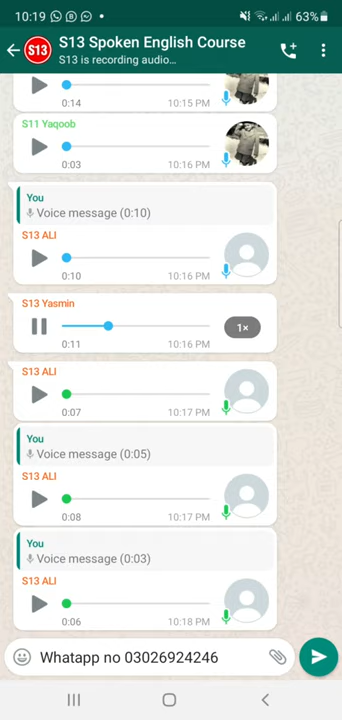 10:19 63%
S13 S13 Spoken English Course
S13 is recording audio...
0:14 10:15 PM
S11 Yaqoob
0:03 10:16 PM
You
Voice message (0:10)
S13 ALI
0:10 10:16 PM
S13 Yasmin
1×
0:11 10:16 PM
S13 ALI
0:07 10:17 PM
You
Voice message (0:05)
S13 ALI
0:08 10:17 PM
You
Voice message (0:03)
S13 ALI
0:06 10:18 PM
Whatapp no 03026924246